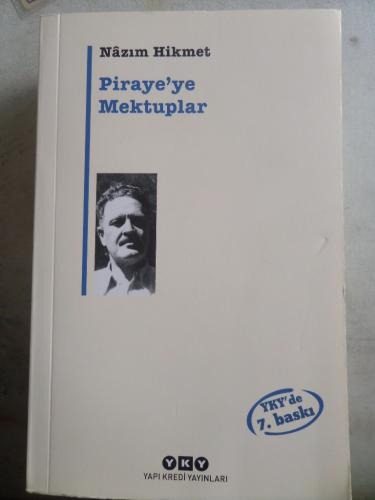 Nâzım Hikmet
Piraye'ye
Mektuplar
YKY'de
7. baskı
YKY
YAPI KREDİ YAYINLARI